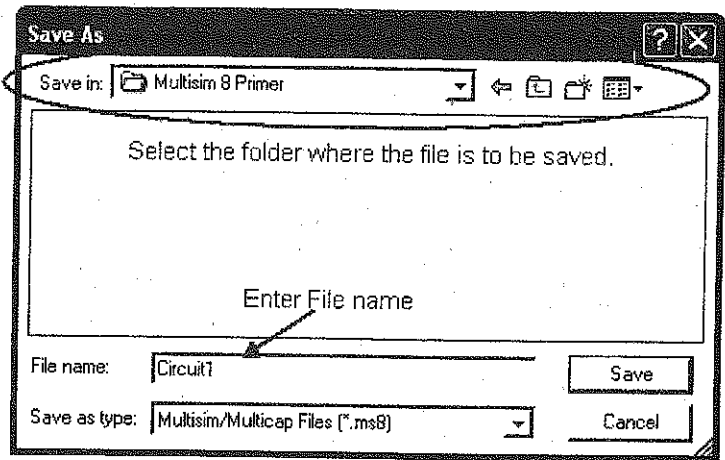 Save As
Save in: Multisim 8 Primer
Select the folder where the file is to be saved.
Enter File name
File name: Circuit1 Save
Save as type: Multisim/Multicap Files (*.ms8) Cancel